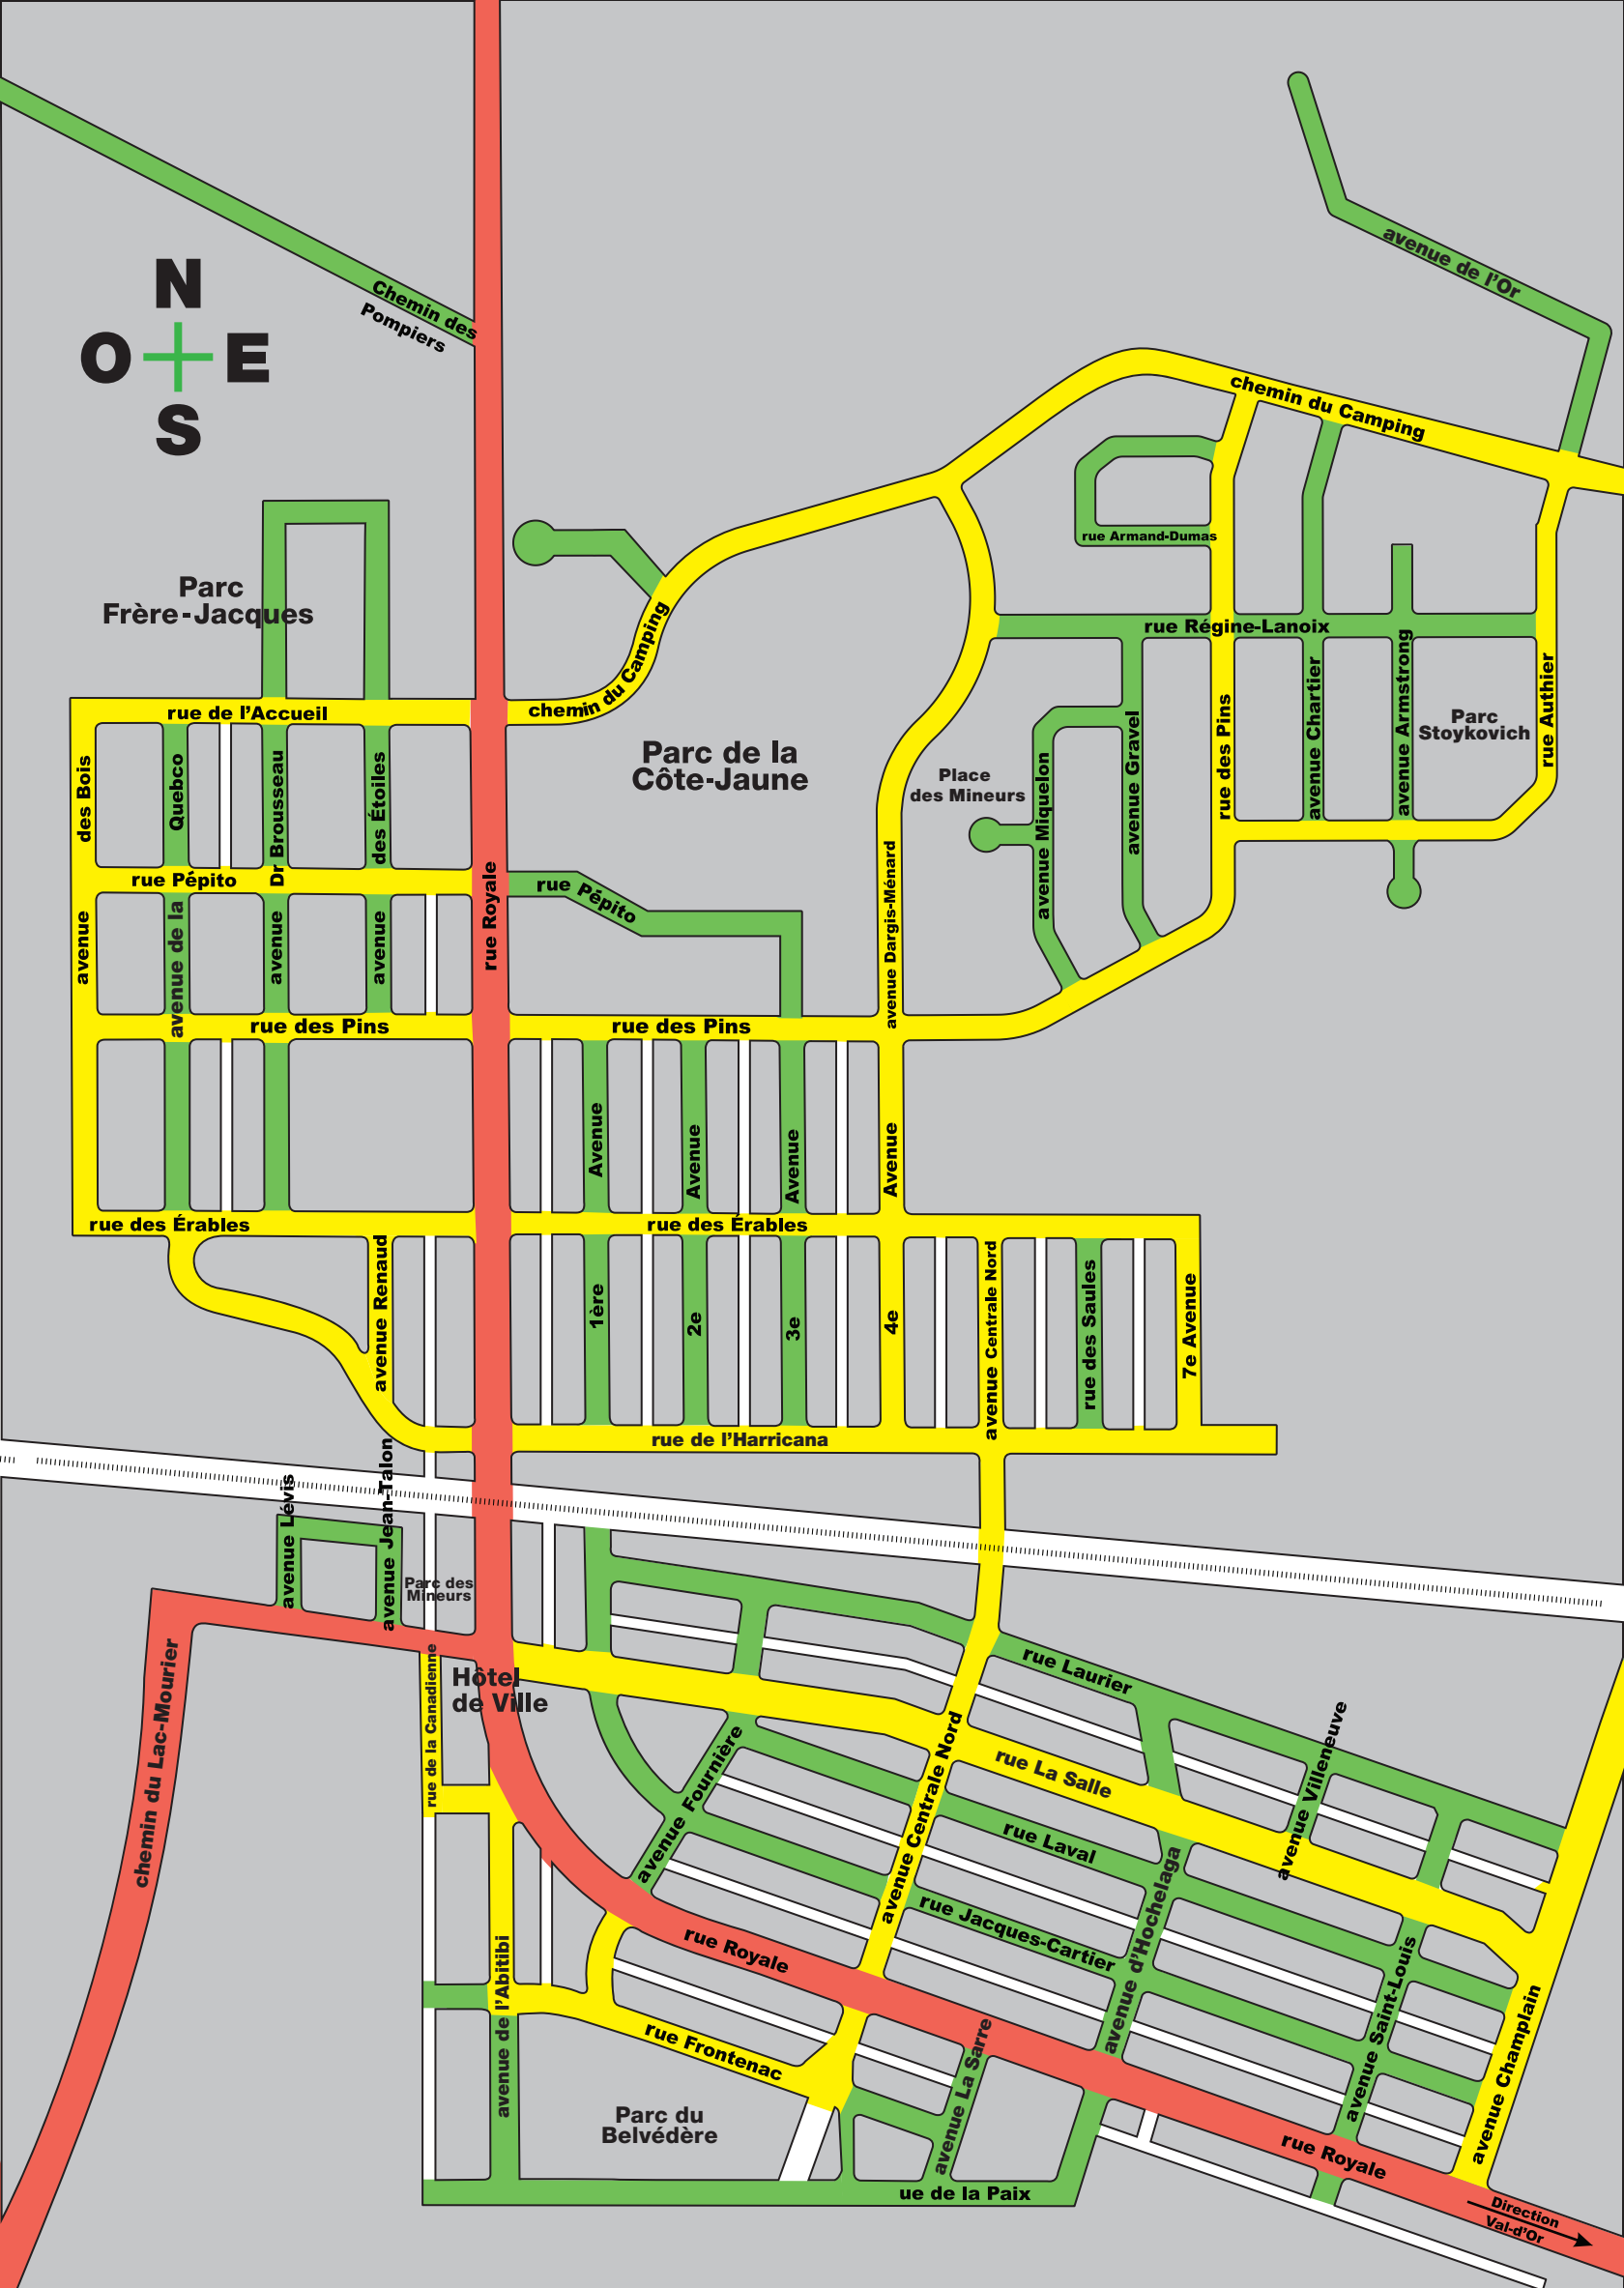 avenue de l'Or
N
O E
S
Chemin des
Pompiers
chemin du Camping
rue Armand-Dumas
Parc
Frère-Jacques
chemin du Camping
rue Régine-Lanoix
rue de l'Accueil
Parc de la
Côte-Jaune
Place
des Mineurs
Parc
Stoykovich
avenue des Bois
avenue de la Quebco
avenue Dr Brousseau
avenue des Étoiles
rue Royale
avenue Dargis-Ménard
avenue Miquelon
avenue Gravel
rue des Pins
avenue Chartier
avenue Armstrong
rue Authier
rue Pépito
rue Pépito
rue des Pins
rue des Pins
1ère Avenue
2e Avenue
3e Avenue
4e Avenue
rue des Érables
rue des Érables
avenue Renaud
avenue Centrale Nord
rue des Saules
7e Avenue
rue de l'Harricana
avenue Lévis
avenue Jean-Talon
Parc des
Mineurs
chemin du Lac-Mourier
rue de la Canadienne
Hôtel
de Ville
rue Laurier
avenue Fournière
avenue Centrale Nord
rue La Salle
avenue Villeneuve
rue Laval
avenue d'Hochelaga
rue Jacques-Cartier
rue Royale
avenue Saint-Louis
avenue Champlain
avenue de l'Abitibi
rue Frontenac
avenue La Sarre
Parc du
Belvédère
rue Royale
ue de la Paix
Direction
Val-d'Or